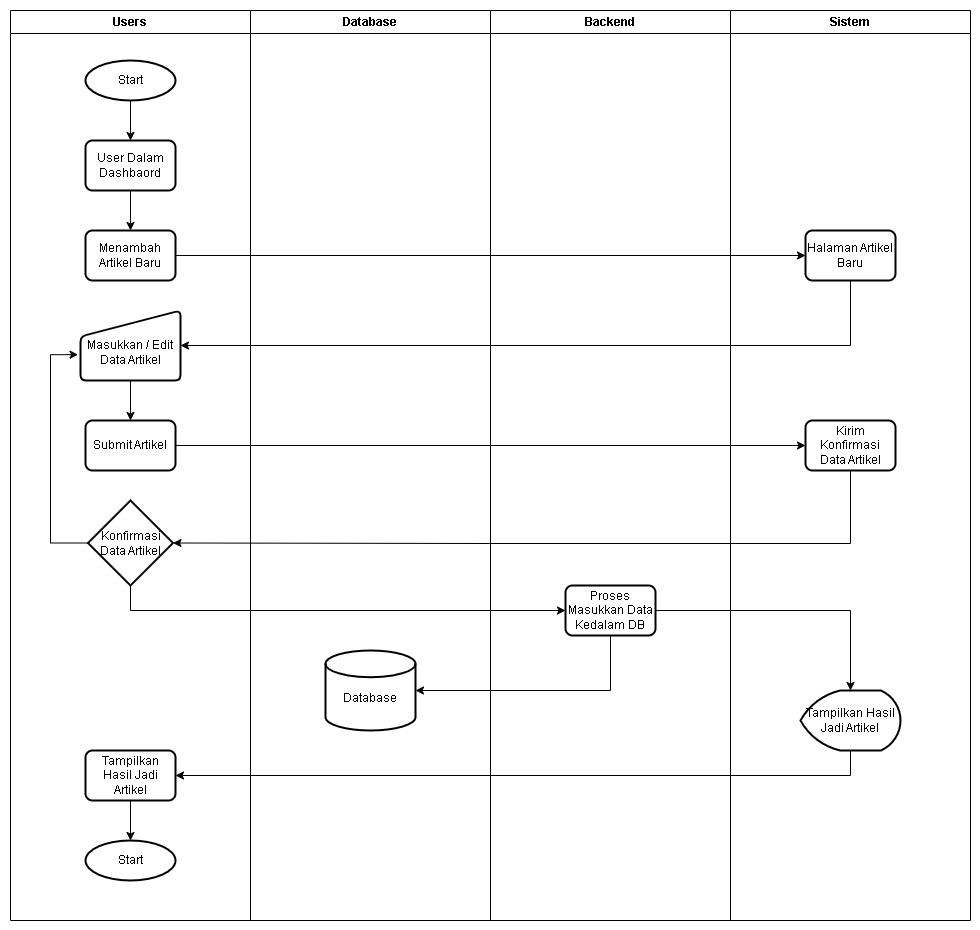 Users
Database
Backend
Sistem
Start
User Dalam
Dashbaord
Menambah
Artikel Baru
Halaman Artikel
Baru
Masukkan / Edit
Data Artikel
Submit Artikel
Kirim
Konfirmasi
Data Artikel
Konfirmasi
Data Artikel
Proses
Masukkan Data
Kedalam DB
Database
Tampilkan Hasil
Jadi Artikel
Tampilkan
Hasil Jadi
Artikel
Start